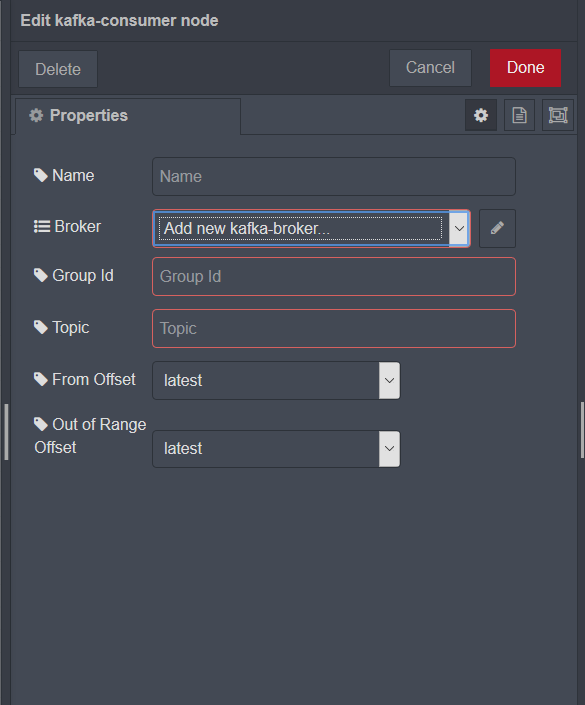 Edit kafka-consumer node
Delete
Cancel
Done
Properties
Name
Name
Broker
Add new kafka-broker...
Group Id
Group Id
Topic
Topic
From Offset
latest
Out of Range
Offset
latest